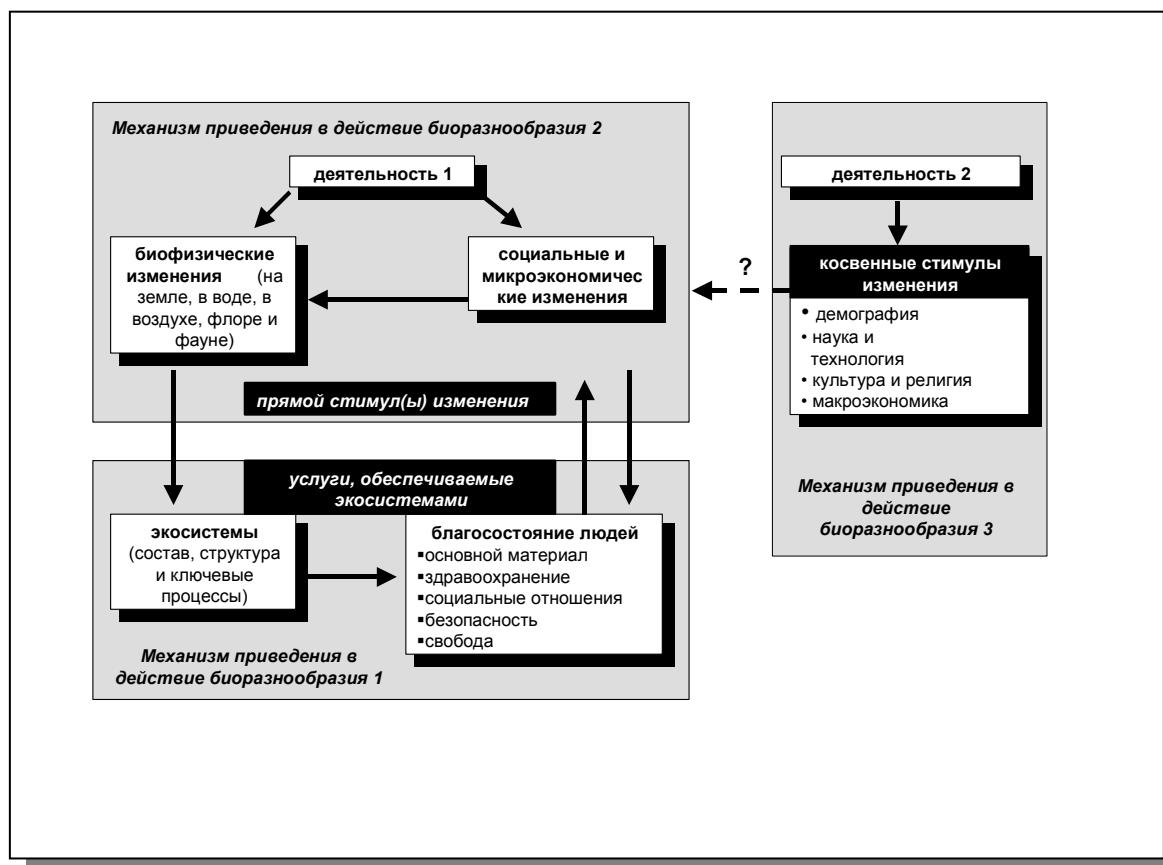 Механизм приведения в действие биоразнообразия 2
деятельность 1
биофизические
изменения (на
земле, в воде, в
воздухе, флоре и
фауне)
социальные и
микроэкономичес
кие изменения
прямой стимул(ы) изменения
?
деятельность 2
косвенные стимулы
изменения
• демография
• наука и
технология
• культура и религия
• макроэкономика
Механизм приведения в
действие
биоразнообразия 3
услуги, обеспечиваемые
экосистемами
экосистемы
(состав, структура
и ключевые
процессы)
благосостояние людей
▪основной материал
▪здравоохранение
▪социальные отношения
▪безопасность
▪свобода
Механизм приведения в
действие биоразнообразия 1